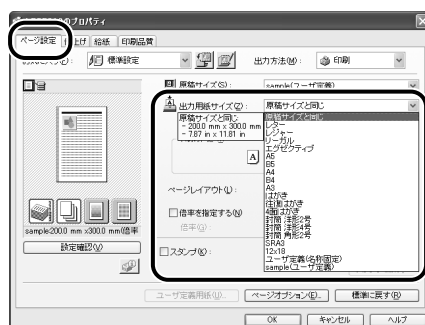 のプロパティ
ページ設定
仕上げ
給紙
印刷品質
標準設定
出力方法(M):
印刷
原稿サイズ(S):
sample(ユーザ定義)
出力用紙サイズ(Z):
原稿サイズと同じ
原稿サイズと同じ
- 200.0 mm x 300.0 mm
- 7.87 in x 11.81 in
原稿サイズと同じ
レター
レジャー
リーガル
エグゼクティブ
A5
B5
A4
B4
A3
はがき
往復はがき
4面はがき
封筒 洋形2号
封筒 洋形4号
封筒 角形2号
SRA3
12x18
ユーザ定義(名称固定)
sample(ユーザ定義)
A
ページレイアウト(L):
倍率を指定する(N)
倍率(G):
スタンプ(K):
sample:200.0 mm x300.0 mm(倍率
設定確認(V)
ユーザ定義用紙(U)...
ページオプション(E)...
標準に戻す(R)
OK
キャンセル
ヘルプ